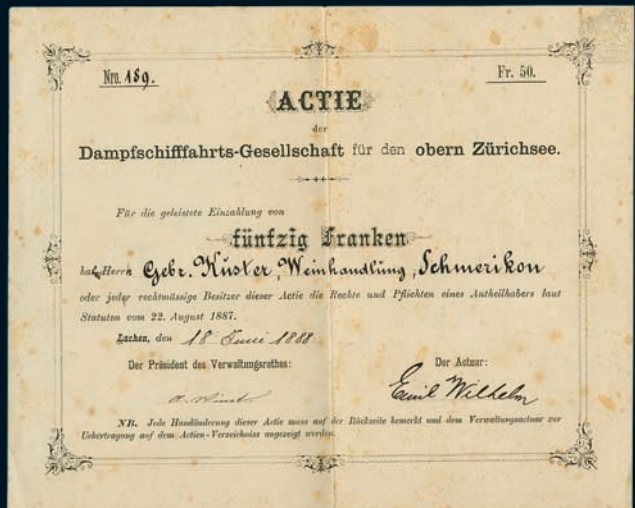 Nro. 189.
Fr. 50.
ACTIE
der
Dampfschifffahrts-Gesellschaft für den obern Zürichsee.
Für die geleistete Einzahlung von
fünfzig Franken
hat Herrn Gebr. Kuster, Weinhandlung, Schmerikon
oder jeder rechtmässige Besitzer dieser Actie die Rechte und Pflichten eines Antheilhabers laut
Statuten vom 22. August 1887.
Lachen, den 18 Juni 1888
Der Präsident des Verwaltungsrathes:
Der Actuar:
Emil Wilhelm
NB. Jede Handänderung dieser Actie muss auf der Rückseite bemerkt und dem Verwaltungsactuar zur
Uebertragung auf dem Actien-Verzeichniss angezeigt werden.